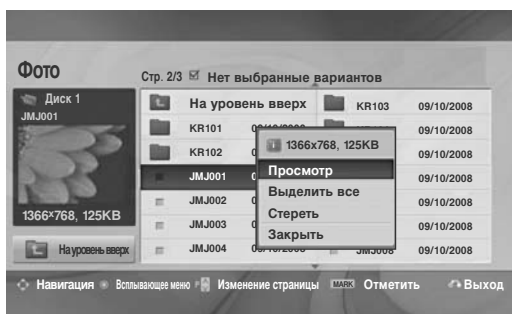 Фото
Стр. 2/3 Нет выбранные вариантов
Диск 1
JMJ001
1366x768, 125KB
На уровень вверх
На уровень вверх
KR101
KR102
JMJ001
JMJ002
JMJ003
JMJ004
KR103 09/10/2008
09/10/2008
09/10/2008
09/10/2008
09/10/2008
09/10/2008
JMJ008 09/10/2008
1366x768, 125KB
Просмотр
Выделить все
Стереть
Закрыть
Навигация Всплывающее меню P Изменение страницы MARK Отметить Выход